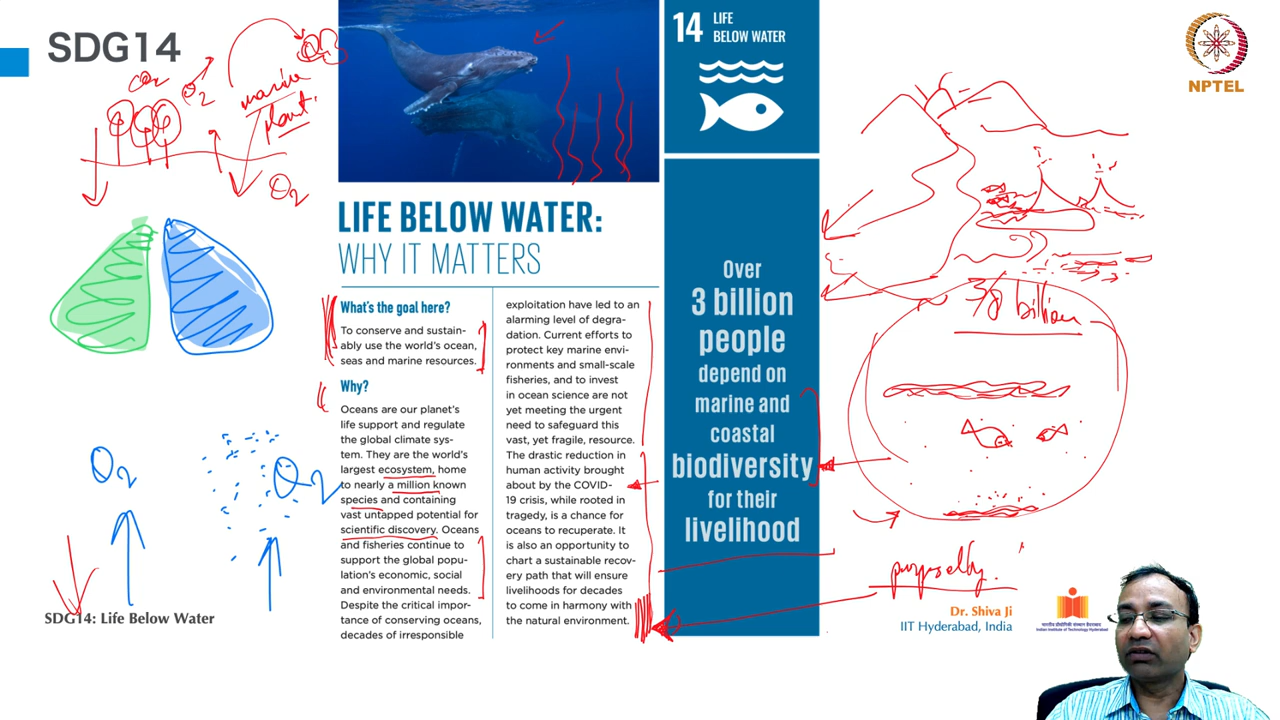 SDG14
CO2
O2
O2
marine
plant.
O2
14 LIFE
BELOW WATER
NPTEL
LIFE BELOW WATER:
WHY IT MATTERS
What's the goal here?
To conserve and sustain-
ably use the world's ocean,
seas and marine resources.
Why?
Oceans are our planet's
life support and regulate
the global climate sys-
tem. They are the world's
largest ecosystem, home
to nearly a million known
species and containing
vast untapped potential for
scientific discovery. Oceans
and fisheries continue to
support the global popu-
lation's economic, social
and environmental needs.
Despite the critical impor-
tance of conserving oceans,
decades of irresponsible
exploitation have led to an
alarming level of degra-
dation. Current efforts to
protect key marine envi-
ronments and small-scale
fisheries, and to invest
in ocean science are not
yet meeting the urgent
need to safeguard this
vast, yet fragile, resource.
The drastic reduction in
human activity brought
about by the COVID-
19 crisis, while rooted in
tragedy, is a chance for
oceans to recuperate. It
is also an opportunity to
chart a sustainable recov-
ery path that will ensure
livelihoods for decades
to come in harmony with
the natural environment.
Over
3 billion
people
depend on
marine and
coastal
biodiversity
for their
livelihood
3/8 billion
purposely.
O2
O2
SDG14: Life Below Water
Dr. Shiva Ji
IIT Hyderabad, India
Indian Institute of Technology Hyderabad